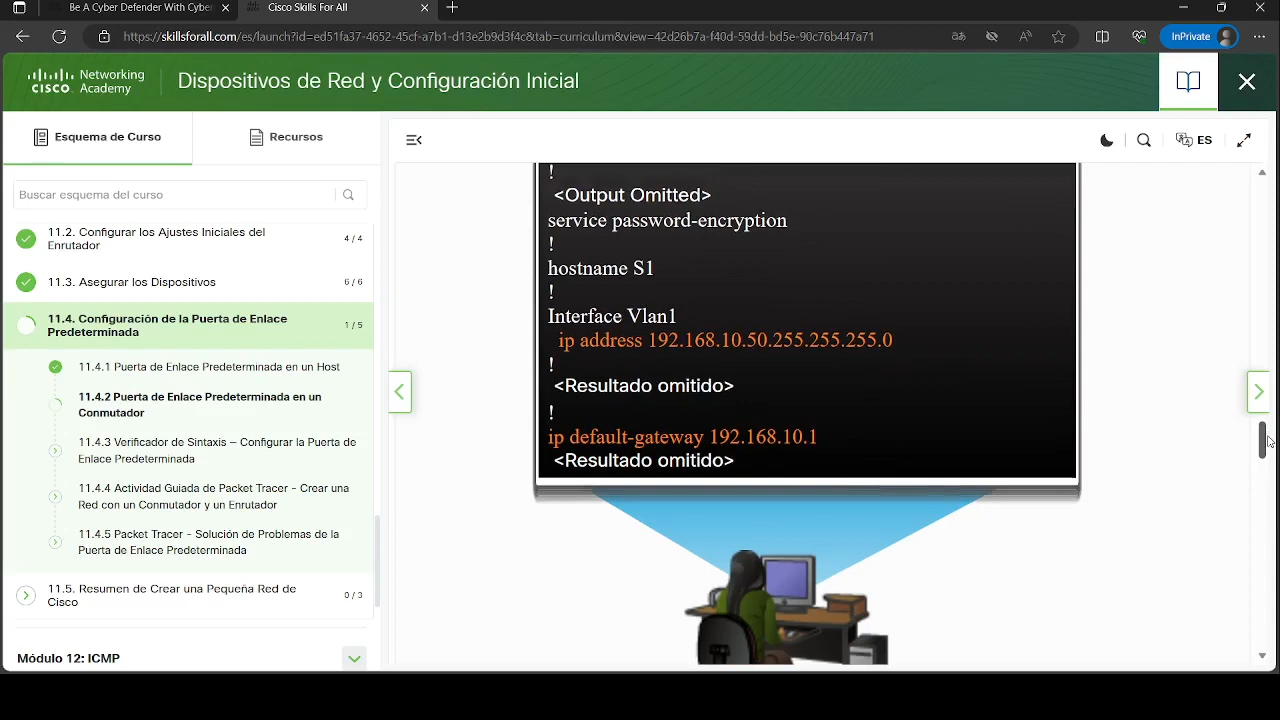 Be A Cyber Defender With Cyber
Cisco Skills For All
https://skillsforall.com/es/launch?id=ed51fa37-4652-45cf-a7b1-d13e2b9d3f4c&tab=curriculum&view=42d26b7a-f40d-59dd-bd5e-90c76b447a71
InPrivate
Networking
CISCO Academy
Dispositivos de Red y Configuración Inicial
Esquema de Curso
Recursos
ES
Buscar esquema del curso
11.2. Configurar los Ajustes Iniciales del
Enrutador
4 / 4
11.3. Asegurar los Dispositivos
6 / 6
11.4. Configuración de la Puerta de Enlace
Predeterminada
1 / 5
11.4.1 Puerta de Enlace Predeterminada en un Host
11.4.2 Puerta de Enlace Predeterminada en un
Conmutador
11.4.3 Verificador de Sintaxis – Configurar la Puerta de
Enlace Predeterminada
11.4.4 Actividad Guiada de Packet Tracer - Crear una
Red con un Conmutador y un Enrutador
11.4.5 Packet Tracer - Solución de Problemas de la
Puerta de Enlace Predeterminada
11.5. Resumen de Crear una Pequeña Red de
Cisco
0 / 3
Módulo 12: ICMP
!
<Output Omitted>
service password-encryption
!
hostname S1
!
Interface Vlan1
ip address 192.168.10.50.255.255.255.0
!
<Resultado omitido>
!
ip default-gateway 192.168.10.1
<Resultado omitido>